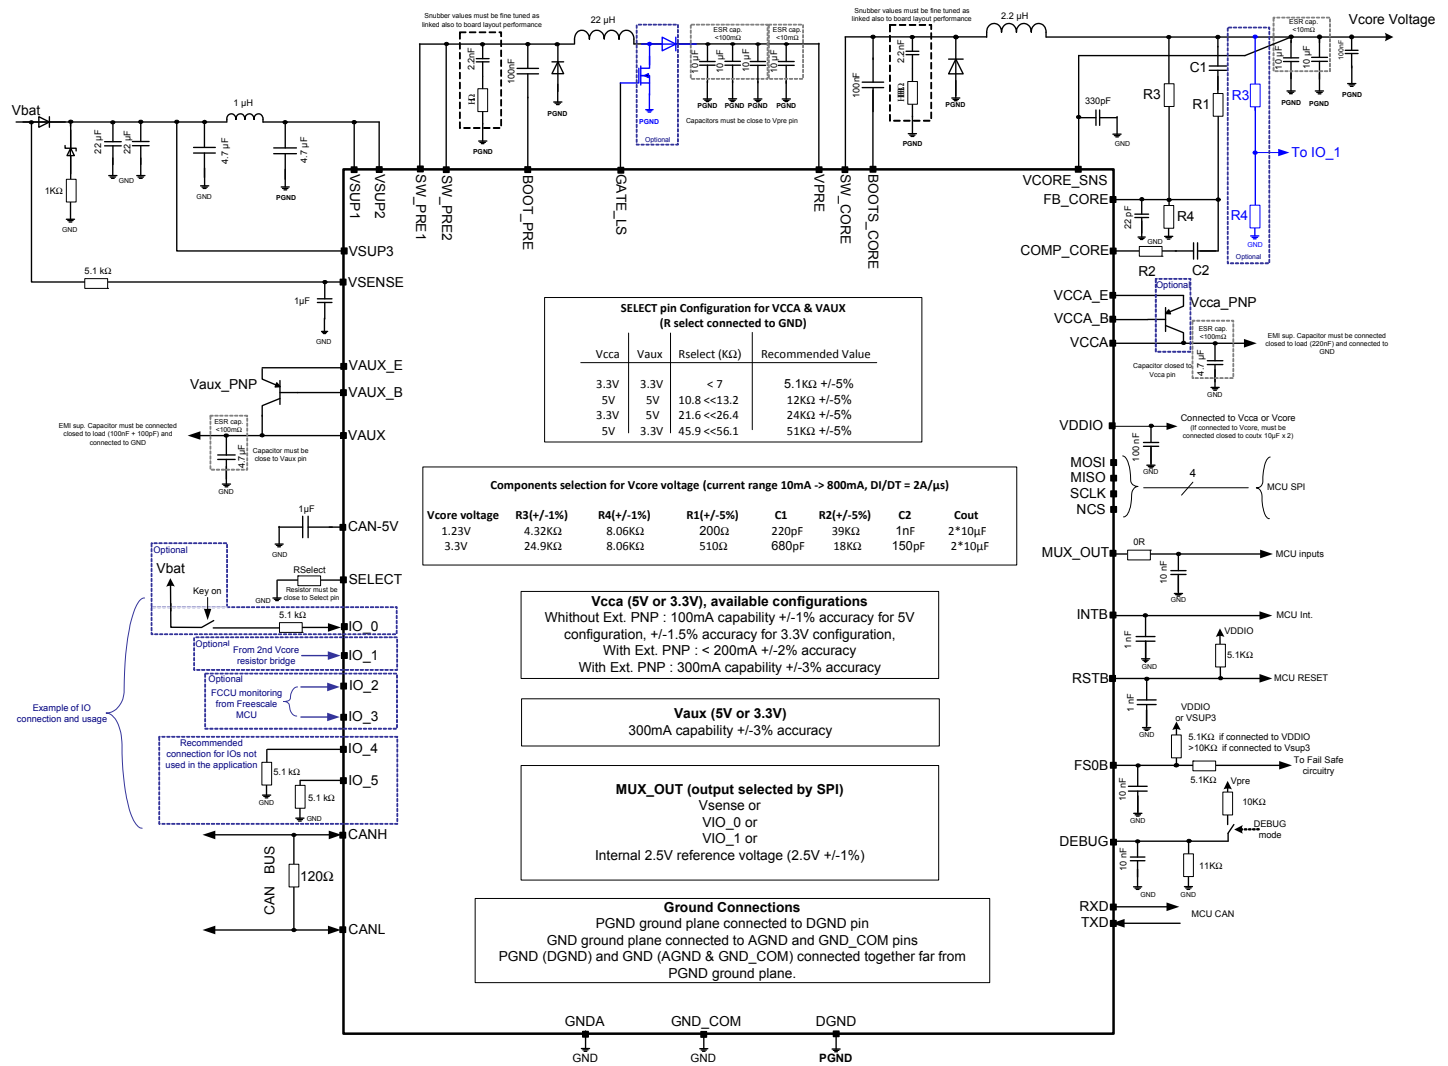 Snubber values must be fine tuned as
linked also to board layout performance
22 µH
ESR cap.
<100mΩ
ESR cap.
<10mΩ
Snubber values must be fine tuned as
linked also to board layout performance
2.2 µH
ESR cap.
<10mΩ
Vcore Voltage
2.2nF
100nF
10µF
10µF
10µF
10µF
2.2nF
100nF
10µF
10µF
100nF
PGND
PGND
PGND
Optional
PGND
PGND
PGND
PGND
Capacitors must be close to Vpre pin
PGND
PGND
330pF
GND
R3
C1
R1
R3
PGND
PGND
PGND
To IO_1
Vbat
1 µH
22 µF
22 µF
4.7 µF
4.7 µF
1KΩ
GND
GND
GND
PGND
VSUP1
VSUP2
SW_PRE1
SW_PRE2
BOOT_PRE
GATE_LS
VPRE
SW_CORE
BOOTS_CORE
VCORE_SNS
FB_CORE
22 pF
GND
R4
R4
GND
Optional
COMP_CORE
R2
C2
VSUP3
5.1 kΩ
VSENSE
1µF
GND
VCCA_E
Optional
Vcca_PNP
VCCA_B
VCCA
ESR cap.
<100mΩ
4.7 µF
Capacitor closed to
Vcca pin
GND
EMI sup. Capacitor must be connected
closed to load (220nF) and connected to
GND
SELECT pin Configuration for VCCA & VAUX
(R select connected to GND)
Vcca Vaux Rselect (KΩ) Recommended Value
3.3V 3.3V < 7 5.1KΩ +/-5%
5V 5V 10.8 <<13.2 12KΩ +/-5%
3.3V 5V 21.6 <<26.4 24KΩ +/-5%
5V 3.3V 45.9 <<56.1 51KΩ +/-5%
VAUX_E
Vaux_PNP
VAUX_B
VAUX
EMI sup. Capacitor must be connected
closed to load (100nF + 100pF) and
connected to GND
ESR cap.
<100mΩ
4.7µF
Capacitor must be
close to Vaux pin
GND
VDDIO
100 nF
GND
Connected to Vcca or Vcore
(If connected to Vcore, must be
connected closed to coutx 10µF x 2)
MOSI
MISO
SCLK
NCS
4
MCU SPI
Components selection for Vcore voltage (current range 10mA -> 800mA, DI/DT = 2A/µs)
Vcore voltage R3(+/-1%) R4(+/-1%) R1(+/-5%) C1 R2(+/-5%) C2 Cout
1.23V 4.32KΩ 8.06KΩ 200Ω 220pF 39KΩ 1nF 2*10µF
3.3V 24.9KΩ 8.06KΩ 510Ω 680pF 18KΩ 150pF 2*10µF
1µF
CAN-5V
GND
RSelect
SELECT
GND
Resistor must be
close to Select pin
MUX_OUT
0R
MCU inputs
10 nF
GND
Optional
Vbat
Key on
5.1 kΩ
IO_0
Optional
From 2nd Vcore
resistor bridge
IO_1
Optional
FCCU monitoring
from Freescale
MCU
IO_2
IO_3
Example of IO
connection and usage
Recommended
connection for IOs not
used in the application
IO_4
5.1 kΩ
GND
IO_5
5.1 kΩ
GND
Vcca (5V or 3.3V), available configurations
Whithout Ext. PNP : 100mA capability +/-1% accuracy for 5V
configuration, +/-1.5% accuracy for 3.3V configuration,
With Ext. PNP : < 200mA +/-2% accuracy
With Ext. PNP : 300mA capability +/-3% accuracy
Vaux (5V or 3.3V)
300mA capability +/-3% accuracy
MUX_OUT (output selected by SPI)
Vsense or
VIO_0 or
VIO_1 or
Internal 2.5V reference voltage (2.5V +/-1%)
Ground Connections
PGND ground plane connected to DGND pin
GND ground plane connected to AGND and GND_COM pins
PGND (DGND) and GND (AGND & GND_COM) connected together far from
PGND ground plane.
INTB
MCU Int.
1 nF
GND
VDDIO
5.1KΩ
RSTB
MCU RESET
1 nF
GND
VDDIO
or VSUP3
5.1KΩ if connected to VDDIO
>10KΩ if connected to Vsup3
FS0B
5.1KΩ
To Fail Safe
circuitry
10 nF
GND
Vpre
10KΩ
DEBUG
mode
DEBUG
10 nF
GND
11KΩ
GND
RXD
TXD
MCU CAN
CANH
CAN BUS
120Ω
CANL
GNDA
GND
GND_COM
GND
DGND
PGND